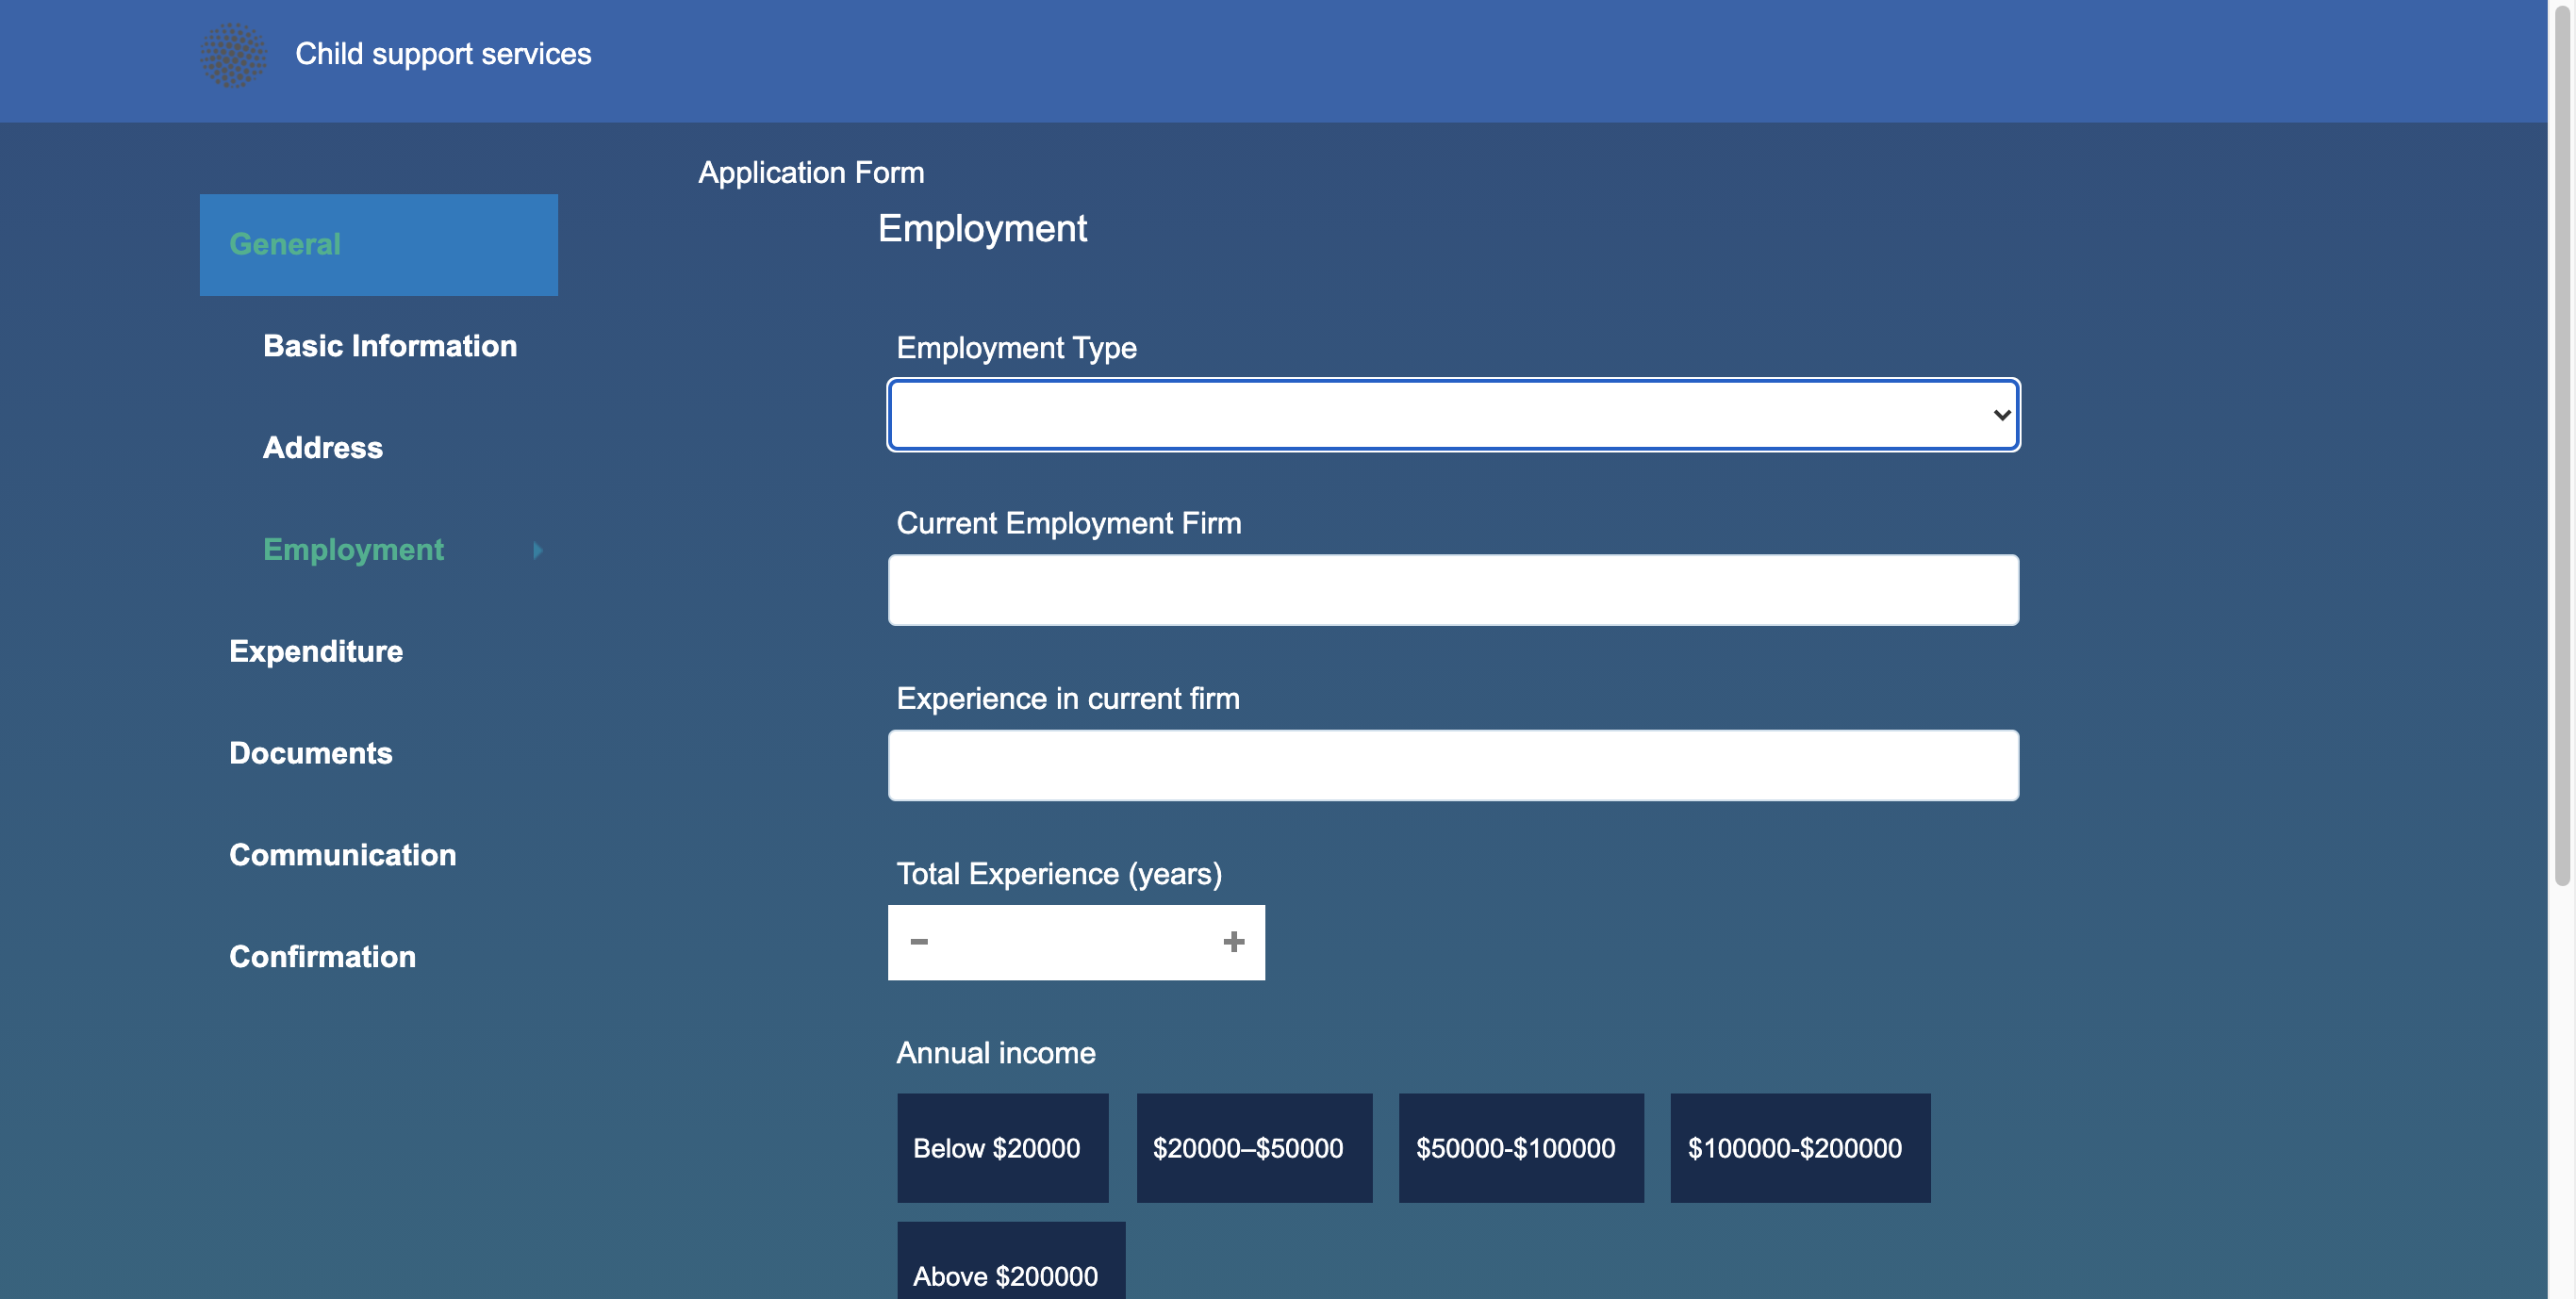 Child support services
Application Form
Employment
General
Basic Information
Address
Employment
Expenditure
Documents
Communication
Confirmation
Employment Type
Current Employment Firm
Experience in current firm
Total Experience (years)
Annual income
Below $20000
$20000–$50000
$50000-$100000
$100000-$200000
Above $200000